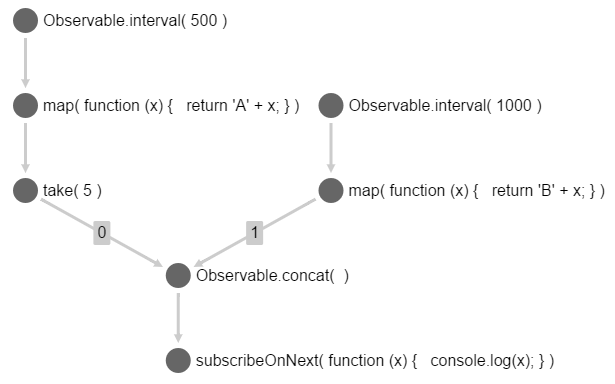 Observable.interval( 500 )
map( function (x) {   return 'A' + x; } )
Observable.interval( 1000 )
take( 5 )
map( function (x) {   return 'B' + x; } )
0
1
Observable.concat(  )
subscribeOnNext( function (x) {   console.log(x); } )